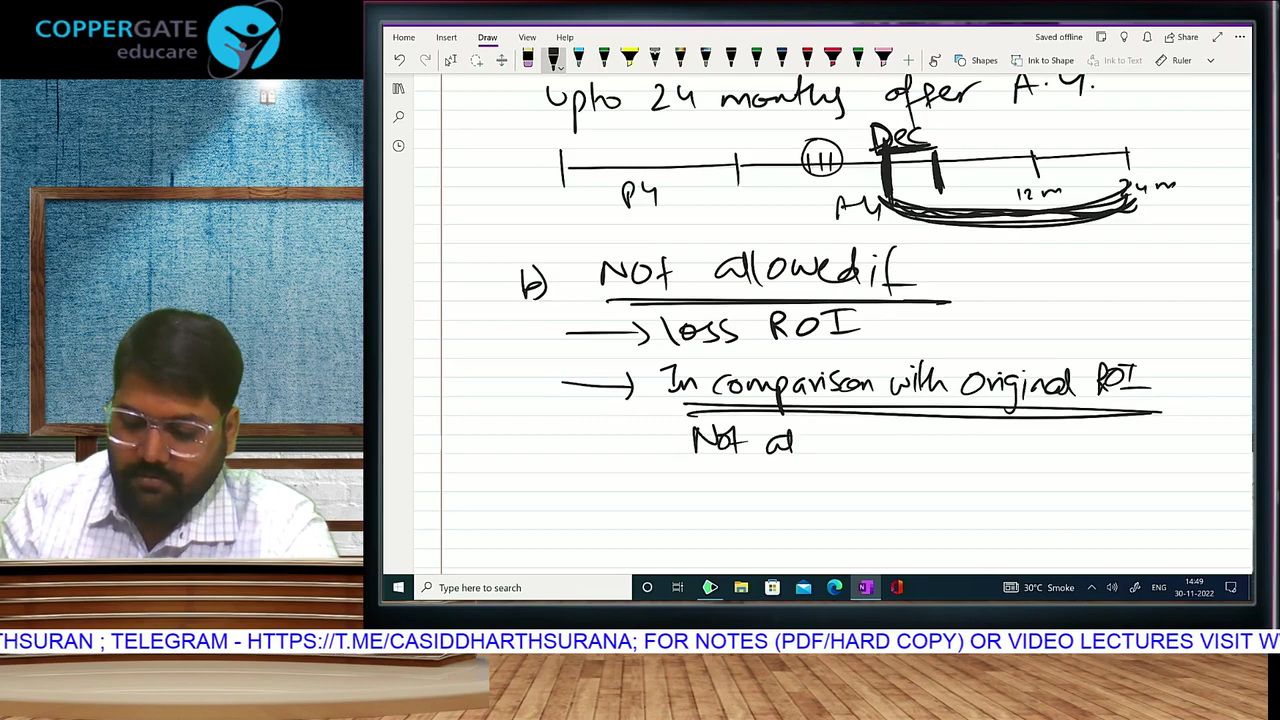 COPPERGATE
educare
Home Insert Draw View Help
Saved offline Share
Shapes Ink to Shape Ink to Text Ruler
Upto 24 months after A.Y.
Dec
PY
A-Y
12 m
24 m
b) Not allowed if
→ loss ROI
→ In comparison with Original ROI
Not al
Type here to search
30°C Smoke
ENG
14:49
30-11-2022
THSURAN ; TELEGRAM - HTTPS://T.ME/CASIDDHARTHSURANA; FOR NOTES (PDF/HARD COPY) OR VIDEO LECTURES VISIT W